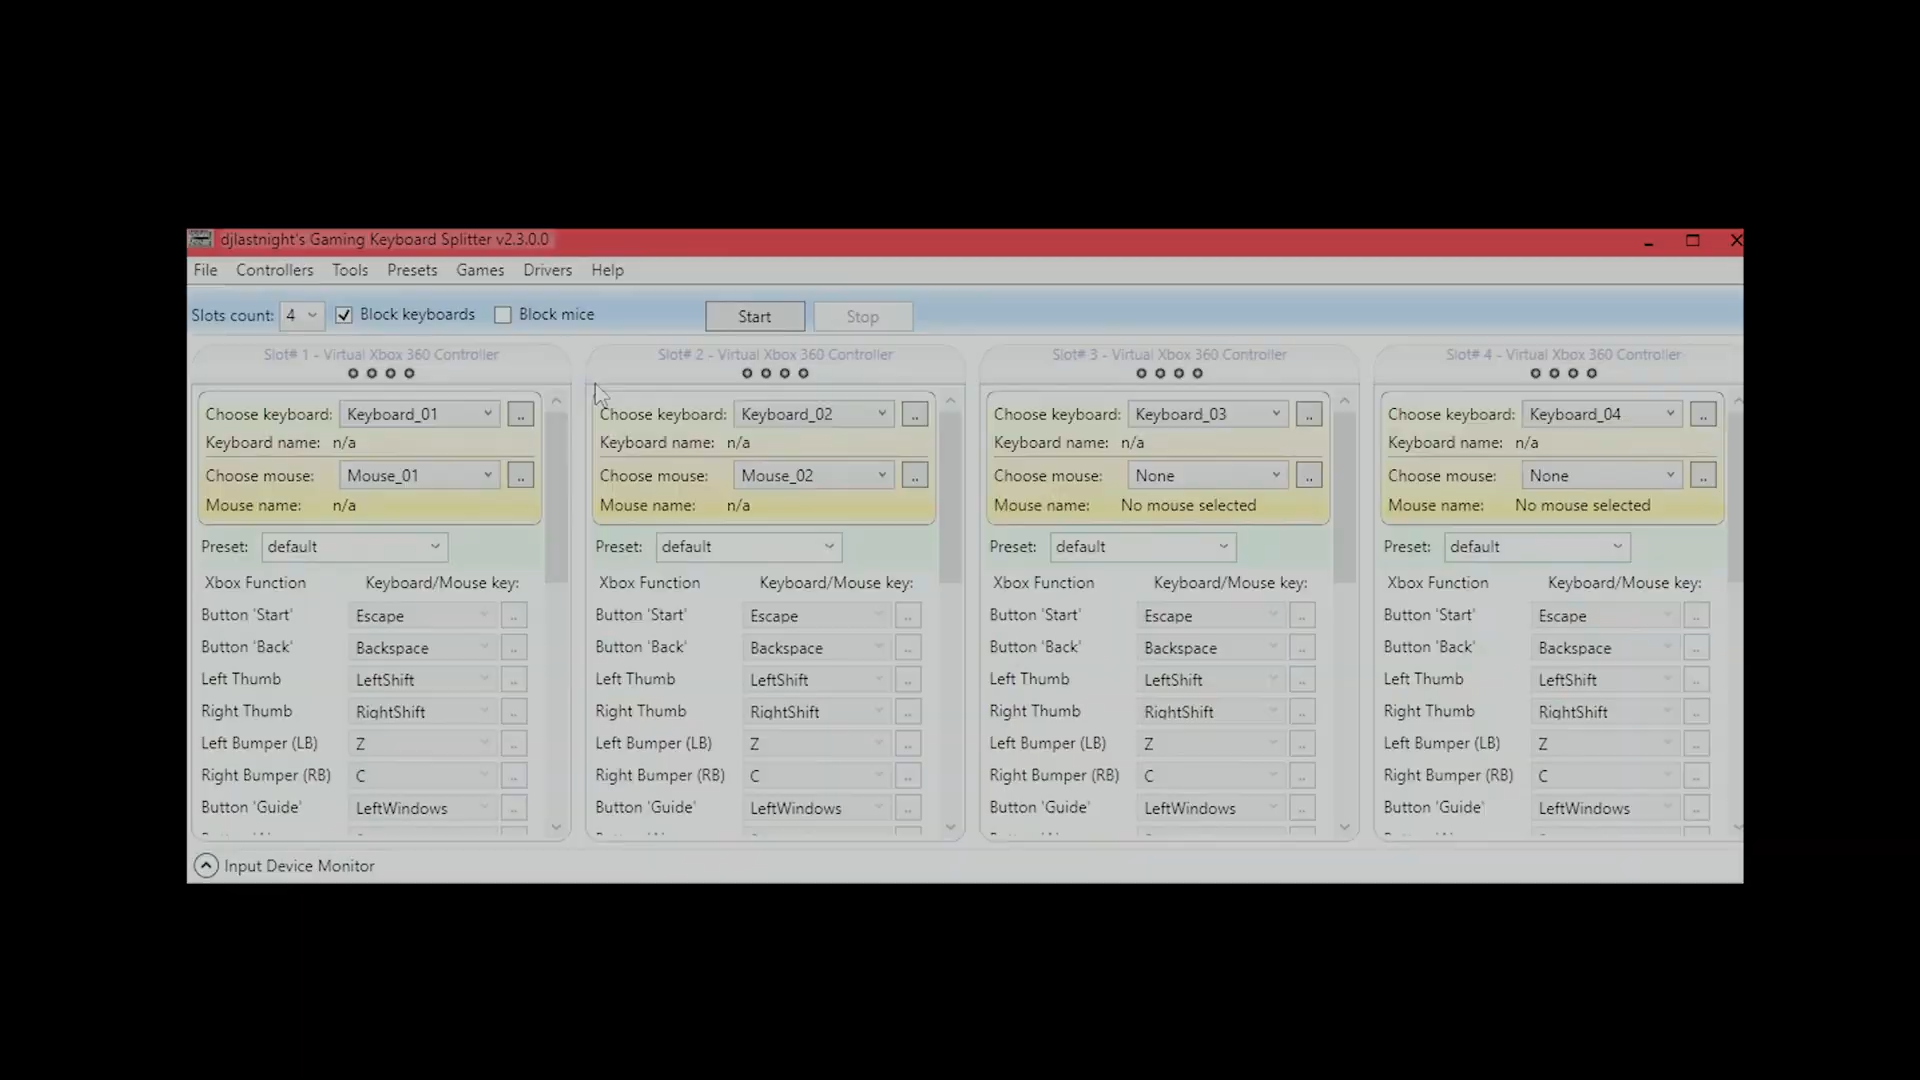 djlastnight's Gaming Keyboard Splitter v2.3.0.0
File Controllers Tools Presets Games Drivers Help
Slots count: 4 Block keyboards Block mice Start Stop
Slot# 1 - Virtual Xbox 360 Controller
Choose keyboard: Keyboard_01 ..
Keyboard name: n/a
Choose mouse: Mouse_01 ..
Mouse name: n/a
Preset: default
Xbox Function Keyboard/Mouse key:
Button 'Start' Escape ..
Button 'Back' Backspace ..
Left Thumb LeftShift ..
Right Thumb RightShift ..
Left Bumper (LB) Z ..
Right Bumper (RB) C ..
Button 'Guide' LeftWindows ..
Slot# 2 - Virtual Xbox 360 Controller
Choose keyboard: Keyboard_02 ..
Keyboard name: n/a
Choose mouse: Mouse_02 ..
Mouse name: n/a
Preset: default
Xbox Function Keyboard/Mouse key:
Button 'Start' Escape ..
Button 'Back' Backspace ..
Left Thumb LeftShift ..
Right Thumb RightShift ..
Left Bumper (LB) Z ..
Right Bumper (RB) C ..
Button 'Guide' LeftWindows ..
Slot# 3 - Virtual Xbox 360 Controller
Choose keyboard: Keyboard_03 ..
Keyboard name: n/a
Choose mouse: None ..
Mouse name: No mouse selected
Preset: default
Xbox Function Keyboard/Mouse key:
Button 'Start' Escape ..
Button 'Back' Backspace ..
Left Thumb LeftShift ..
Right Thumb RightShift ..
Left Bumper (LB) Z ..
Right Bumper (RB) C ..
Button 'Guide' LeftWindows ..
Slot# 4 - Virtual Xbox 360 Controller
Choose keyboard: Keyboard_04 ..
Keyboard name: n/a
Choose mouse: None ..
Mouse name: No mouse selected
Preset: default
Xbox Function Keyboard/Mouse key:
Button 'Start' Escape ..
Button 'Back' Backspace ..
Left Thumb LeftShift ..
Right Thumb RightShift ..
Left Bumper (LB) Z ..
Right Bumper (RB) C ..
Button 'Guide' LeftWindows ..
Input Device Monitor